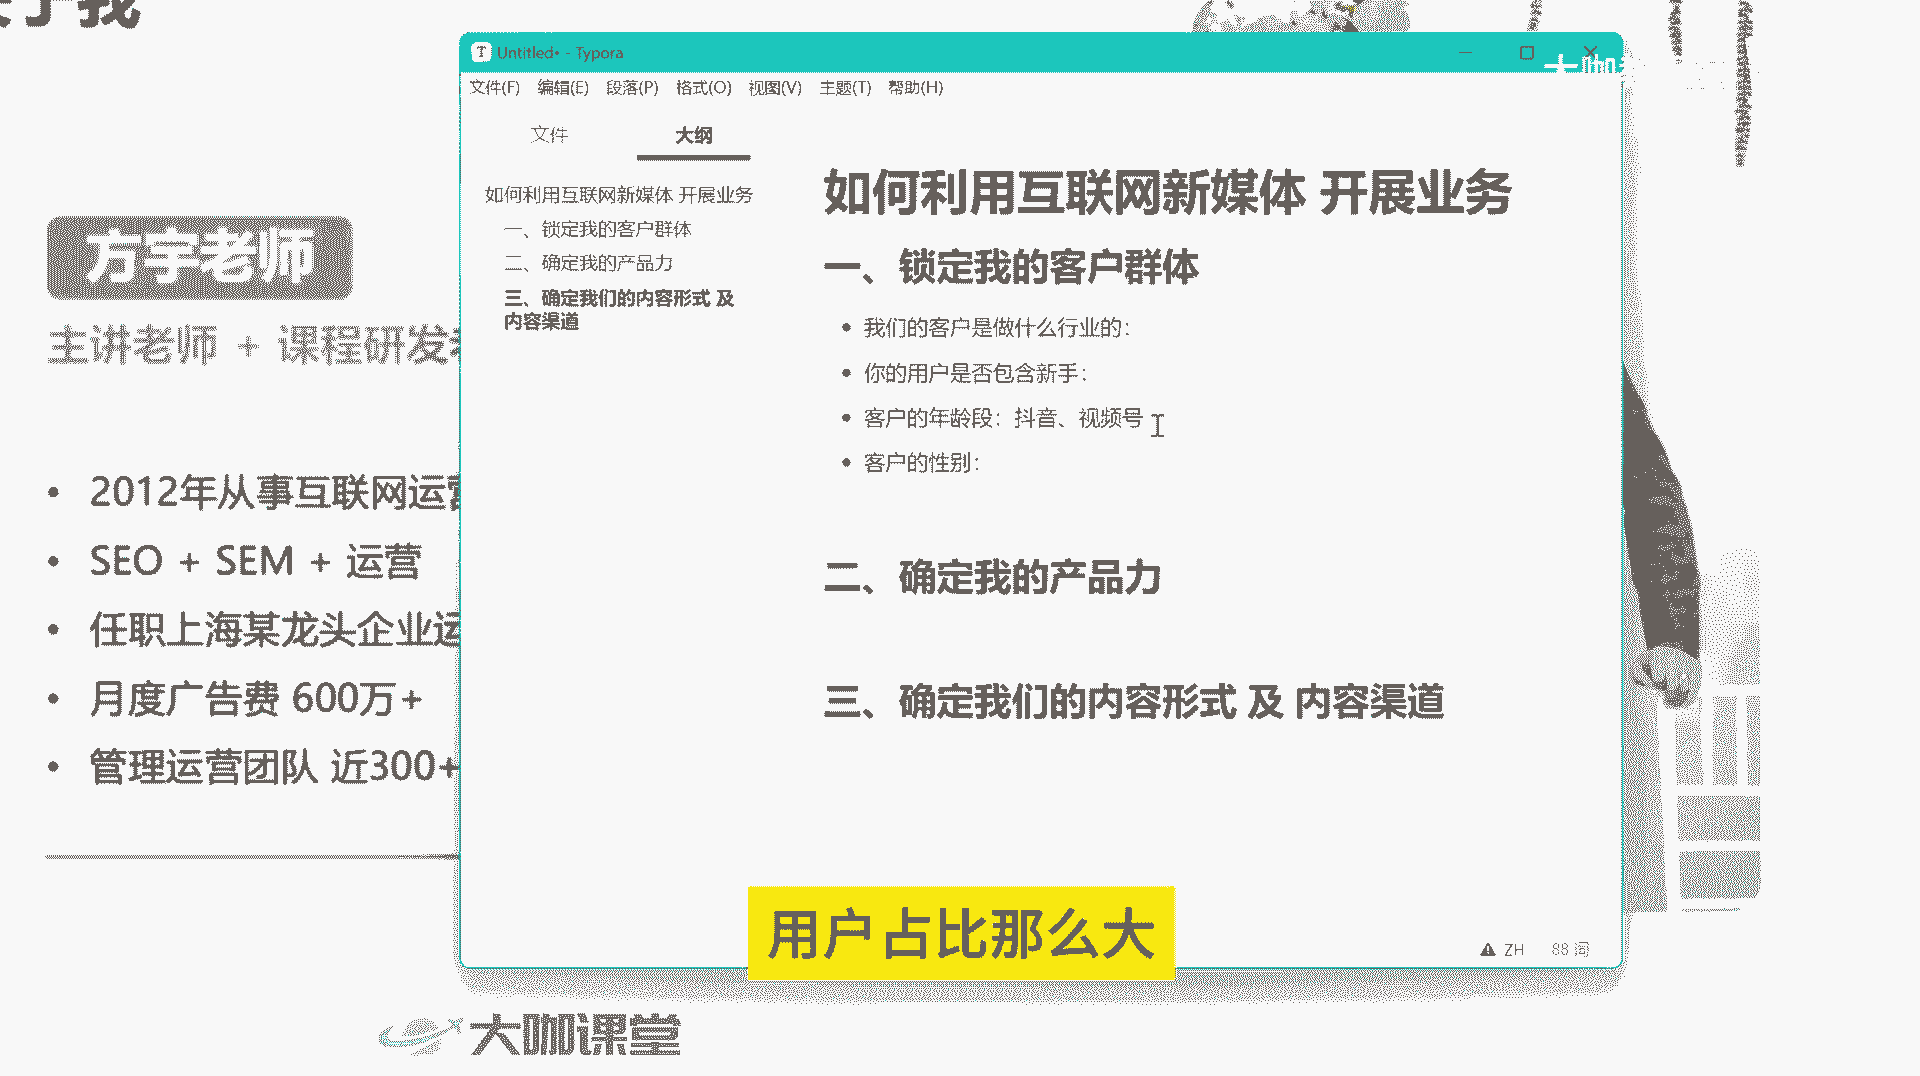 于我
方宇老师
主讲老师 + 课程研发
2012年从事互联网运营
SEO + SEM + 运营
任职上海某龙头企业运
月度广告费 600万+
管理运营团队 近300+
大咖课堂
Untitled• - Typora
大咖
文件(F) 编辑(E) 段落(P) 格式(O) 视图(V) 主题(T) 帮助(H)
文件 大纲
如何利用互联网新媒体 开展业务
一、锁定我的客户群体
二、确定我的产品力
三、确定我们的内容形式 及
内容渠道
如何利用互联网新媒体 开展业务
一、锁定我的客户群体
我们的客户是做什么行业的：
你的用户是否包含新手：
客户的年龄段：抖音、视频号
客户的性别：
二、确定我的产品力
三、确定我们的内容形式 及 内容渠道
ZH 88 词
用户占比那么大